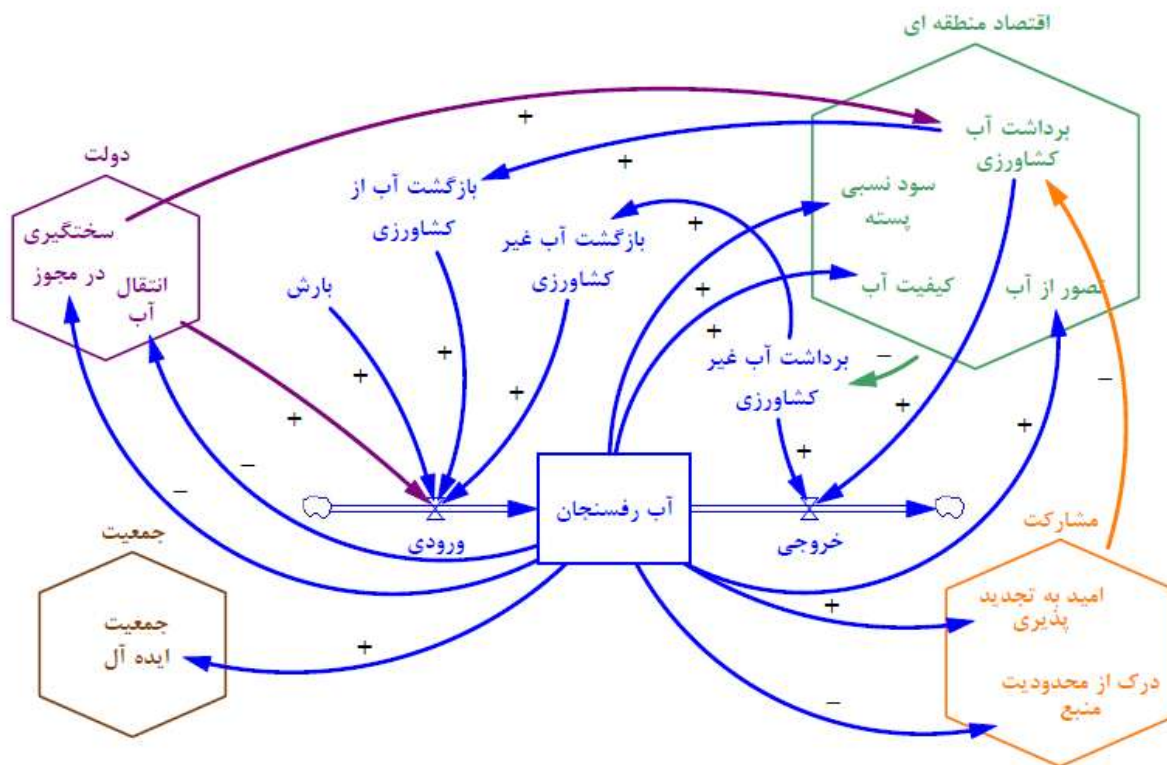 اقتصاد منطقه ای
برداشت آب
کشاورزی
سود نسبی
پسته
کیفیت آب
تصور از آب
دولت
سختگیری
در مجوز
انتقال
آب
بازگشت آب از
کشاورزی
بازگشت آب غیر
کشاورزی
بارش
برداشت آب غیر
کشاورزی
+
+
+
+
+
+
+
+
+
–
+
+
+
+
–
–
–
+
+
–
آب رفسنجان
ورودی
خروجی
جمعیت
جمعیت
ایده آل
مشارکت
امید به تجدید
پذیری
درک از محدودیت
منبع